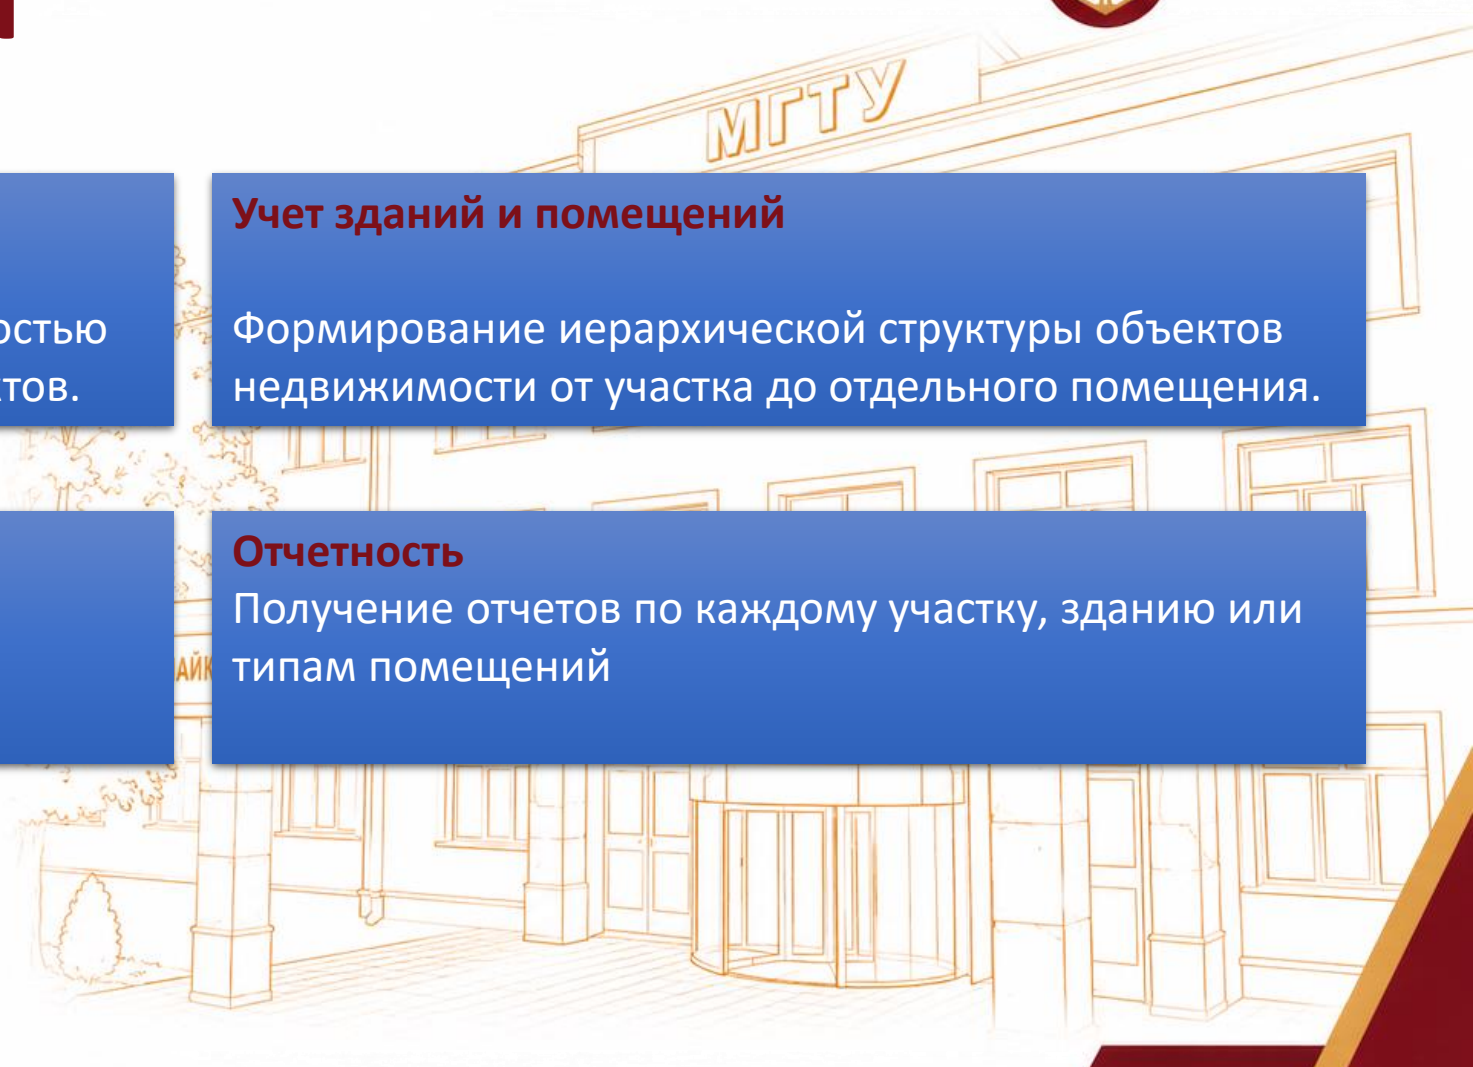 МГТУ
Учет зданий и помещений
Формирование иерархической структуры объектов
недвижимости от участка до отдельного помещения.
Отчетность
Получение отчетов по каждому участку, зданию или
типам помещений